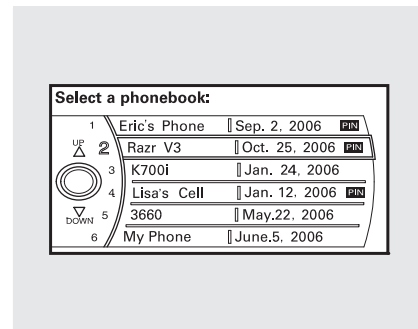 Select a phonebook:
1 Eric's Phone Sep. 2, 2006 PIN
UP 2 Razr V3 Oct. 25, 2006 PIN
3 K700i Jan. 24, 2006
4 Lisa's Cell Jan. 12, 2006 PIN
DOWN 5 3660 May.22, 2006
6 My Phone June.5, 2006